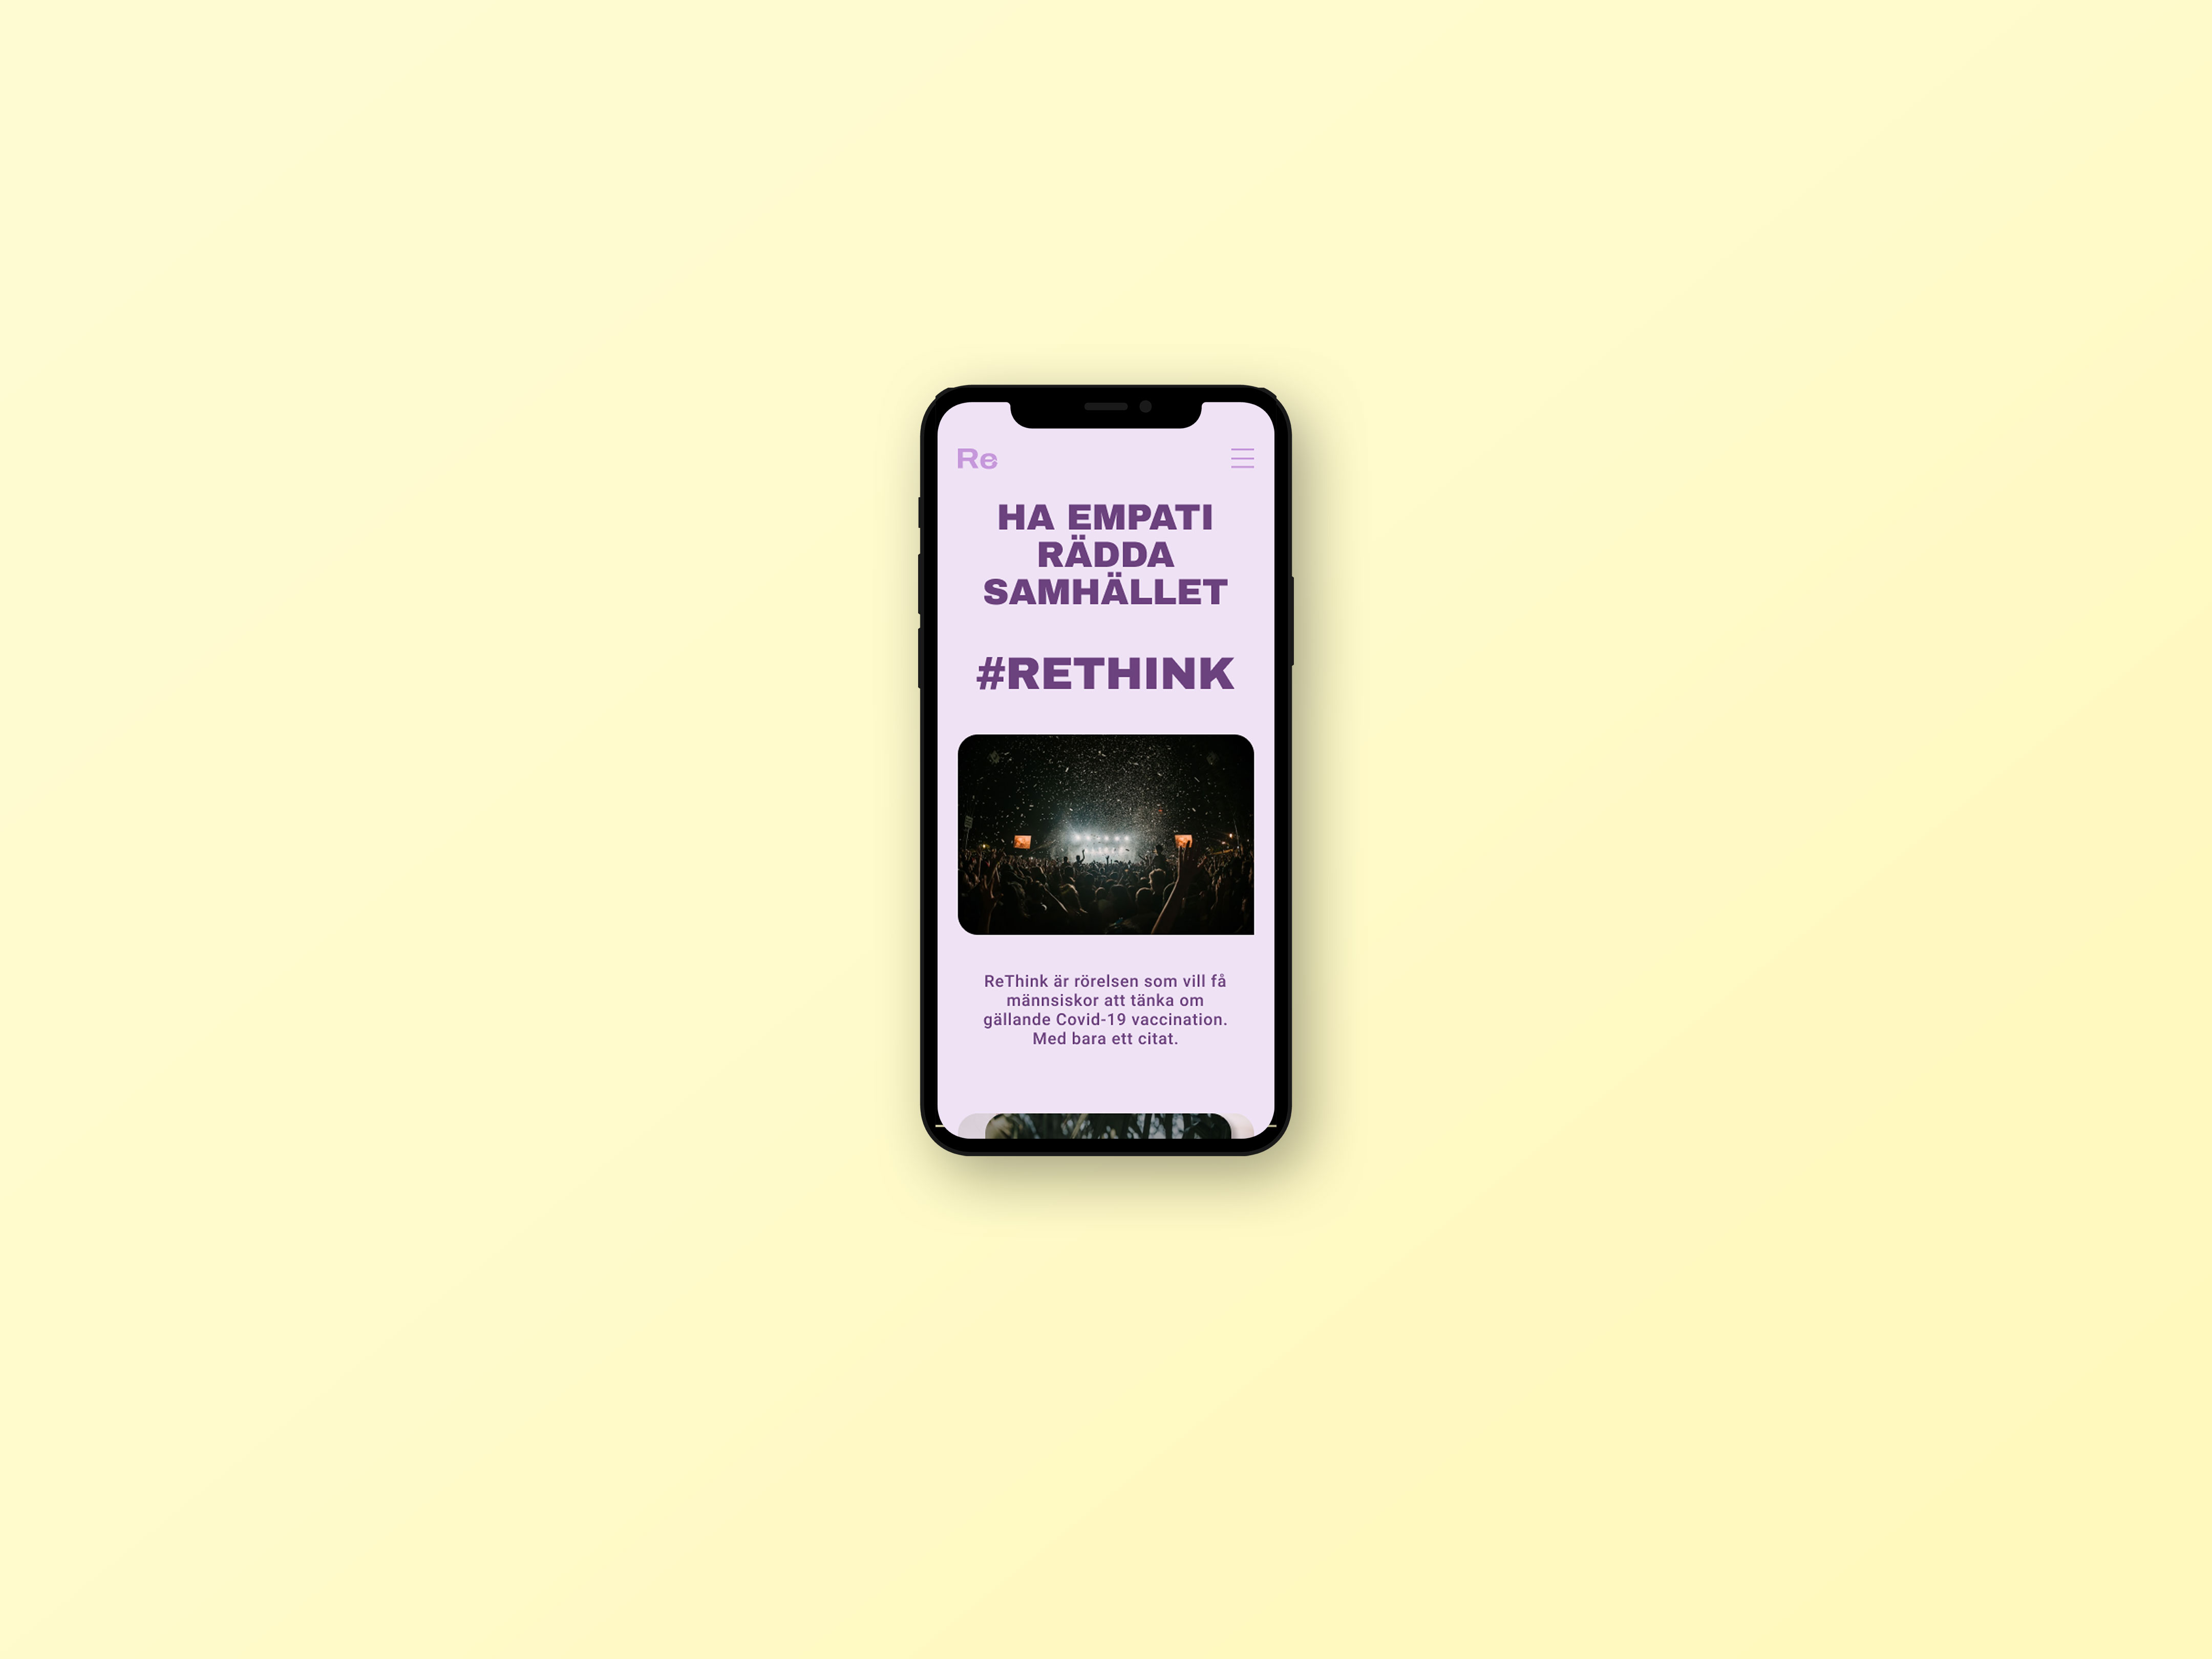 Re
HA EMPATI
RÄDDA
SAMHÄLLET
#RETHINK
ReThink är rörelsen som vill få
männsiskor att tänka om
gällande Covid-19 vaccination.
Med bara ett citat.